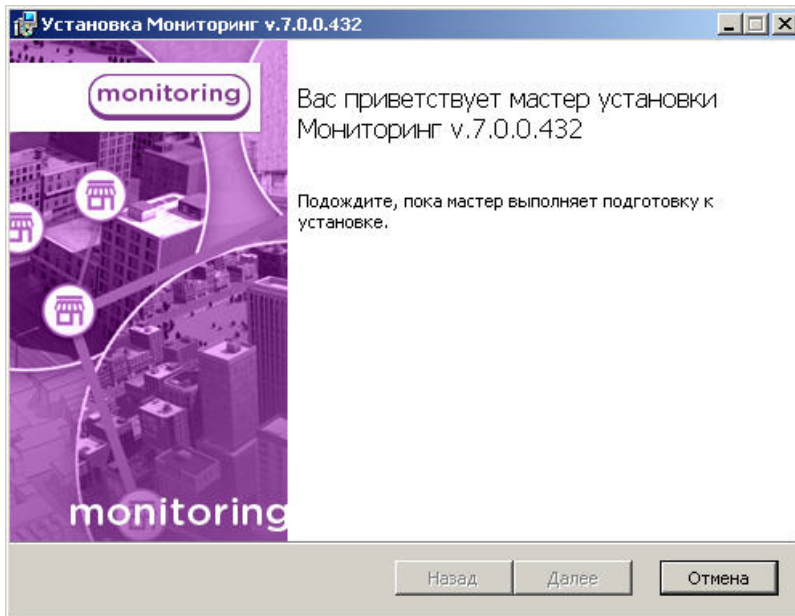 Установка Мониторинг v.7.0.0.432
monitoring
Вас приветствует мастер установки
Мониторинг v.7.0.0.432
Подождите, пока мастер выполняет подготовку к
установке.
monitoring
Назад
Далее
Отмена